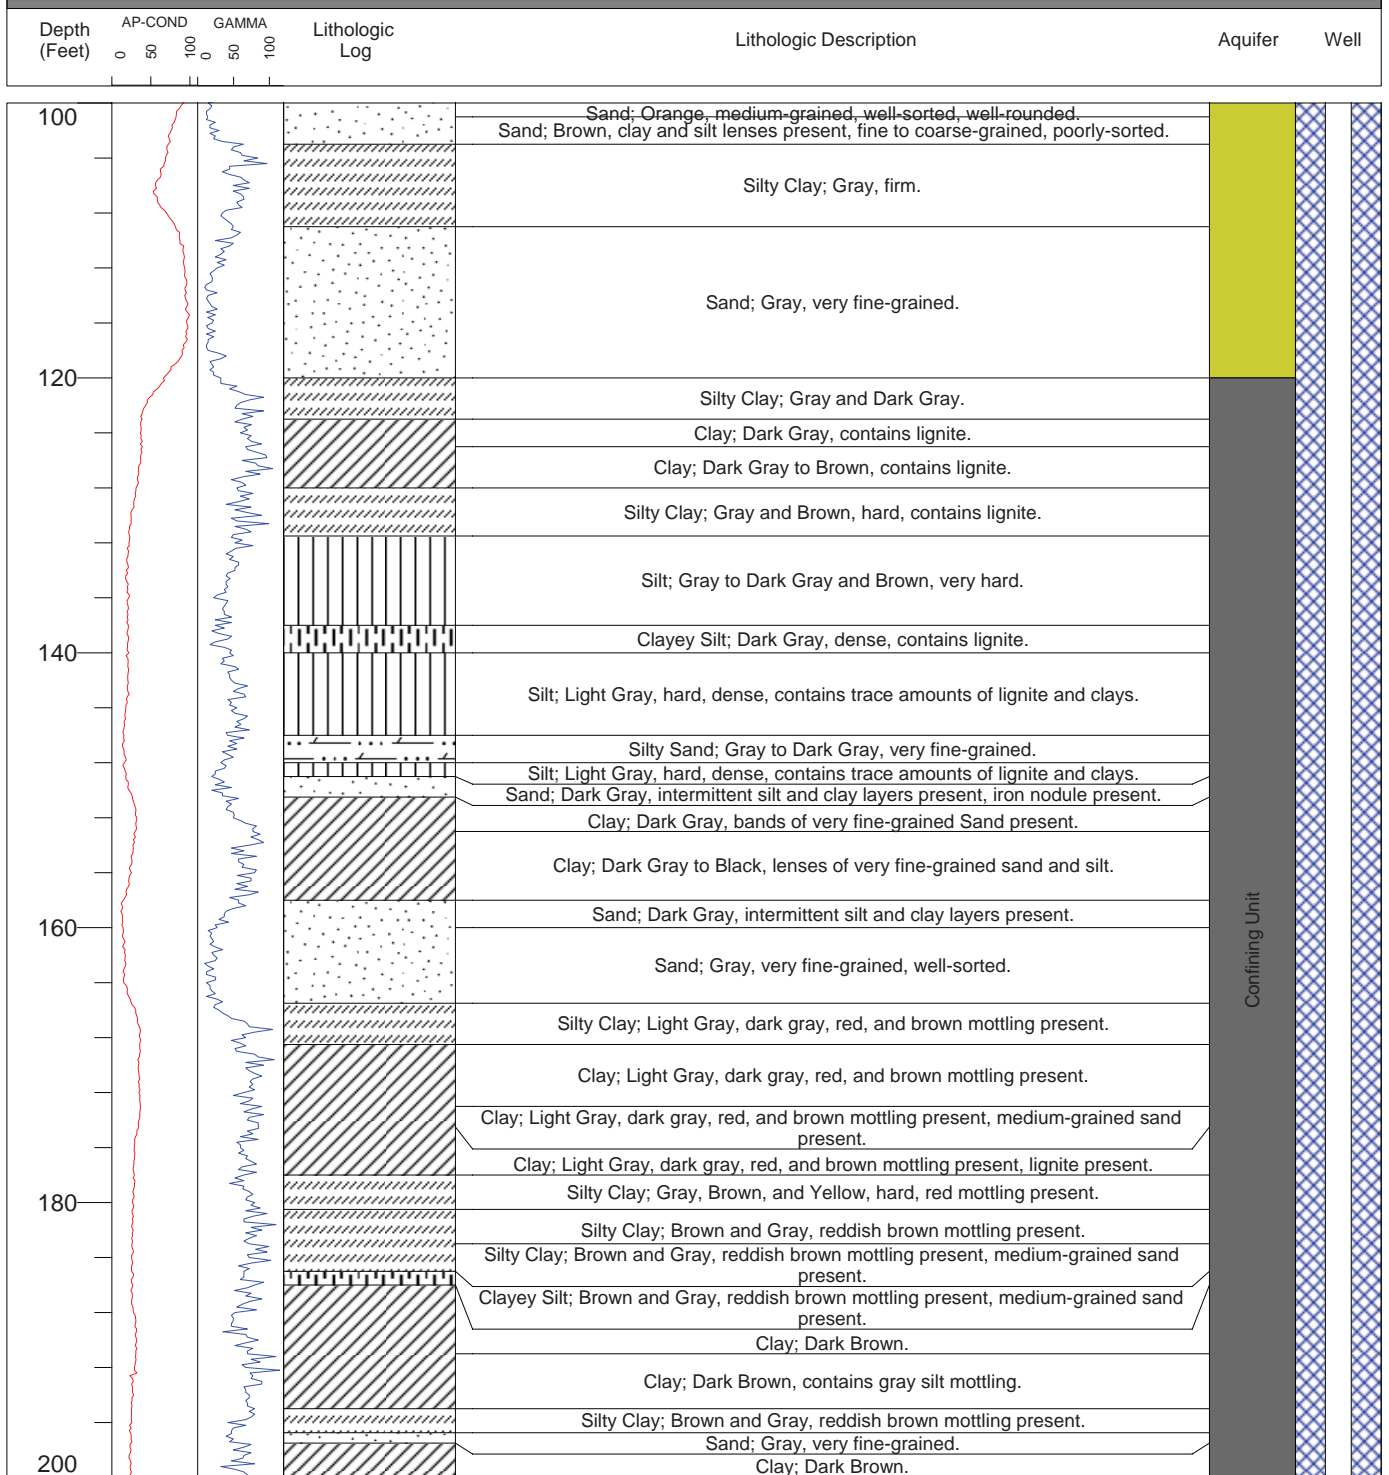 Depth
(Feet)
AP-COND
0 50 100
GAMMA
0 50 100
Lithologic
Log
Lithologic Description
Aquifer
Well
100
Sand; Orange, medium-grained, well-sorted, well-rounded.
Sand; Brown, clay and silt lenses present, fine to coarse-grained, poorly-sorted.
Silty Clay; Gray, firm.
Sand; Gray, very fine-grained.
120
Silty Clay; Gray and Dark Gray.
Clay; Dark Gray, contains lignite.
Clay; Dark Gray to Brown, contains lignite.
Silty Clay; Gray and Brown, hard, contains lignite.
Silt; Gray to Dark Gray and Brown, very hard.
Clayey Silt; Dark Gray, dense, contains lignite.
140
Silt; Light Gray, hard, dense, contains trace amounts of lignite and clays.
Silty Sand; Gray to Dark Gray, very fine-grained.
Silt; Light Gray, hard, dense, contains trace amounts of lignite and clays.
Sand; Dark Gray, intermittent silt and clay layers present, iron nodule present.
Clay; Dark Gray, bands of very fine-grained Sand present.
Clay; Dark Gray to Black, lenses of very fine-grained sand and silt.
Sand; Dark Gray, intermittent silt and clay layers present.
160
Confining Unit
Sand; Gray, very fine-grained, well-sorted.
Silty Clay; Light Gray, dark gray, red, and brown mottling present.
Clay; Light Gray, dark gray, red, and brown mottling present.
Clay; Light Gray, dark gray, red, and brown mottling present, medium-grained sand
present.
Clay; Light Gray, dark gray, red, and brown mottling present, lignite present.
Silty Clay; Gray, Brown, and Yellow, hard, red mottling present.
180
Silty Clay; Brown and Gray, reddish brown mottling present.
Silty Clay; Brown and Gray, reddish brown mottling present, medium-grained sand
present.
Clayey Silt; Brown and Gray, reddish brown mottling present, medium-grained sand
present.
Clay; Dark Brown.
Clay; Dark Brown, contains gray silt mottling.
Silty Clay; Brown and Gray, reddish brown mottling present.
Sand; Gray, very fine-grained.
200
Clay; Dark Brown.